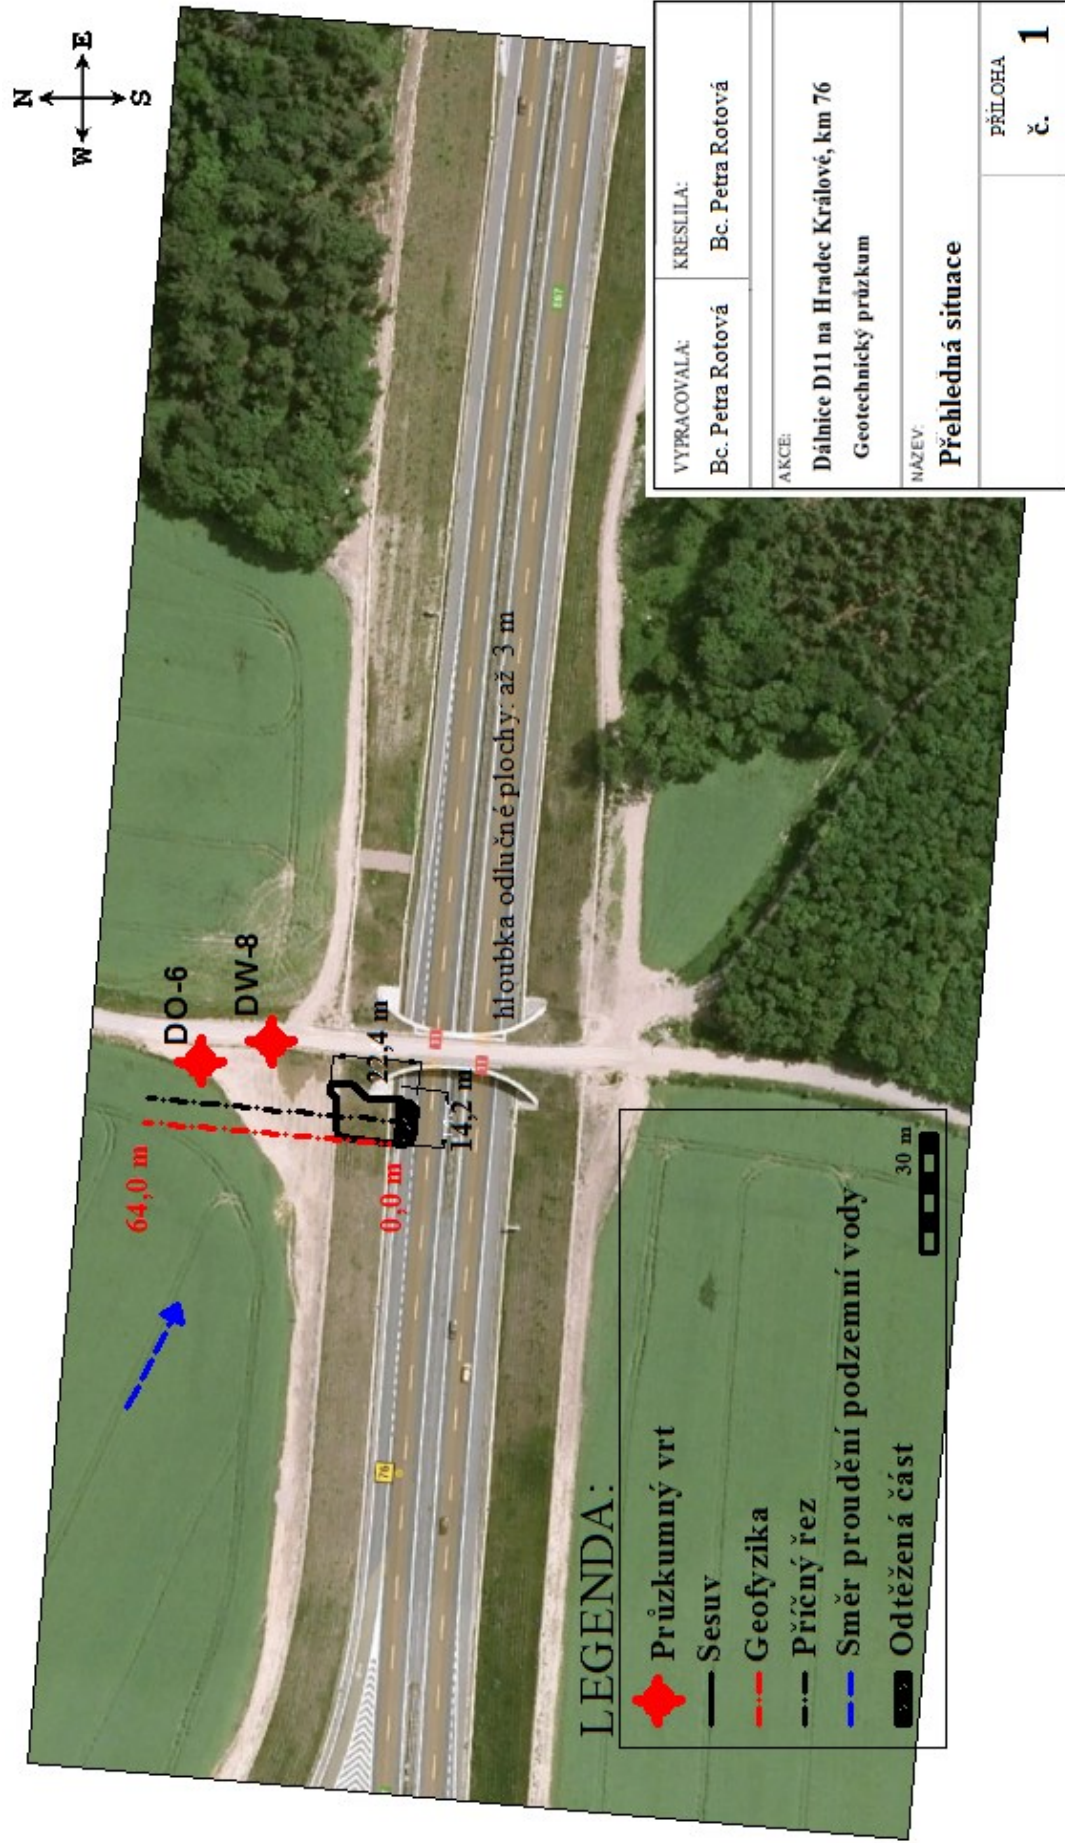 N
W E
S
DO-6
DW-8
64,0 m
0,0 m
22,4 m
14,2 m
hloubka odlučné plochy: až 3 m
76
E67
LEGENDA:
Průzkumný vrt
Sesuv
Geofyzika
Příčný řez
Směr proudění podzemní vody
Odtěžená část
30 m
VYPRACOVALA:
Bc. Petra Rotová
KRESLILA:
Bc. Petra Rotová
AKCE:
Dálnice D11 na Hradec Králové, km 76
Geotechnický průzkum
NÁZEV:
Přehledná situace
PŘÍLOHA
č. 1